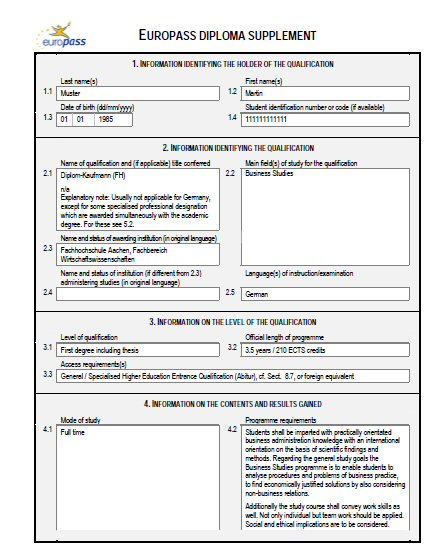 europass
EUROPASS DIPLOMA SUPPLEMENT
1. INFORMATION IDENTIFYING THE HOLDER OF THE QUALIFICATION
Last name(s)
1.1 Muster
First name(s)
1.2 Martin
Date of birth (dd/mm/yyyy)
1.3 01 01 1985
Student identification number or code (if available)
1.4 111111111111
2. INFORMATION IDENTIFYING THE QUALIFICATION
Name of qualification and (if applicable) title conferred
2.1 Diplom-Kaufmann (FH)
n/a
Explanatory note: Usually not applicable for Germany,
except for some specialised professional designation
which are awarded simultaneously with the academic
degree. For these see 5.2.
Main field(s) of study for the qualification
2.2 Business Studies
Name and status of awarding institution (in original language)
2.3 Fachhochschule Aachen, Fachbereich
Wirtschaftswissenschaften
Name and status of institution (if different from 2.3)
administering studies (in original language)
2.4
Language(s) of instruction/examination
2.5 German
3. INFORMATION ON THE LEVEL OF THE QUALIFICATION
Level of qualification
3.1 First degree including thesis
Official length of programme
3.2 3.5 years / 210 ECTS credits
Access requirements(s)
3.3 General / Specialised Higher Education Entrance Qualification (Abitur), cf. Sect. 8.7, or foreign equivalent
4. INFORMATION ON THE CONTENTS AND RESULTS GAINED
Mode of study
4.1 Full time
Programme requirements
4.2 Students shall be imparted with practically orientated
business administration knowledge with an international
orientation on the basis of scientific findings and
methods. Regarding the general study goals the
Business Studies programme is to enable students to
analyse procedures and problems of business practice,
to find economically justified solutions by also considering
non-business relations.
Additionally the study course shall convey work skills as
well. Not only individual but team work should be applied.
Social and ethical implications are to be considered.